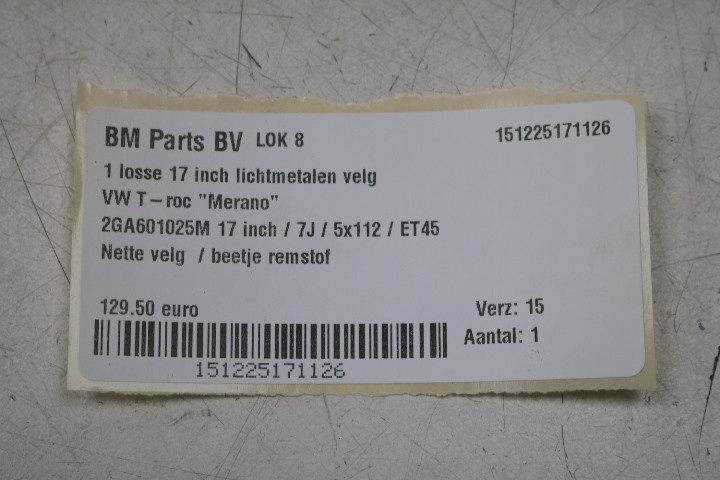 BM Parts BV LOK 8 151225171126
1 losse 17 inch lichtmetalen velg
VW T-roc "Merano"
2GA601025M 17 inch / 7J / 5x112 / ET45
Nette velg / beetje remstof
129.50 euro Verz: 15
Aantal: 1
151225171126